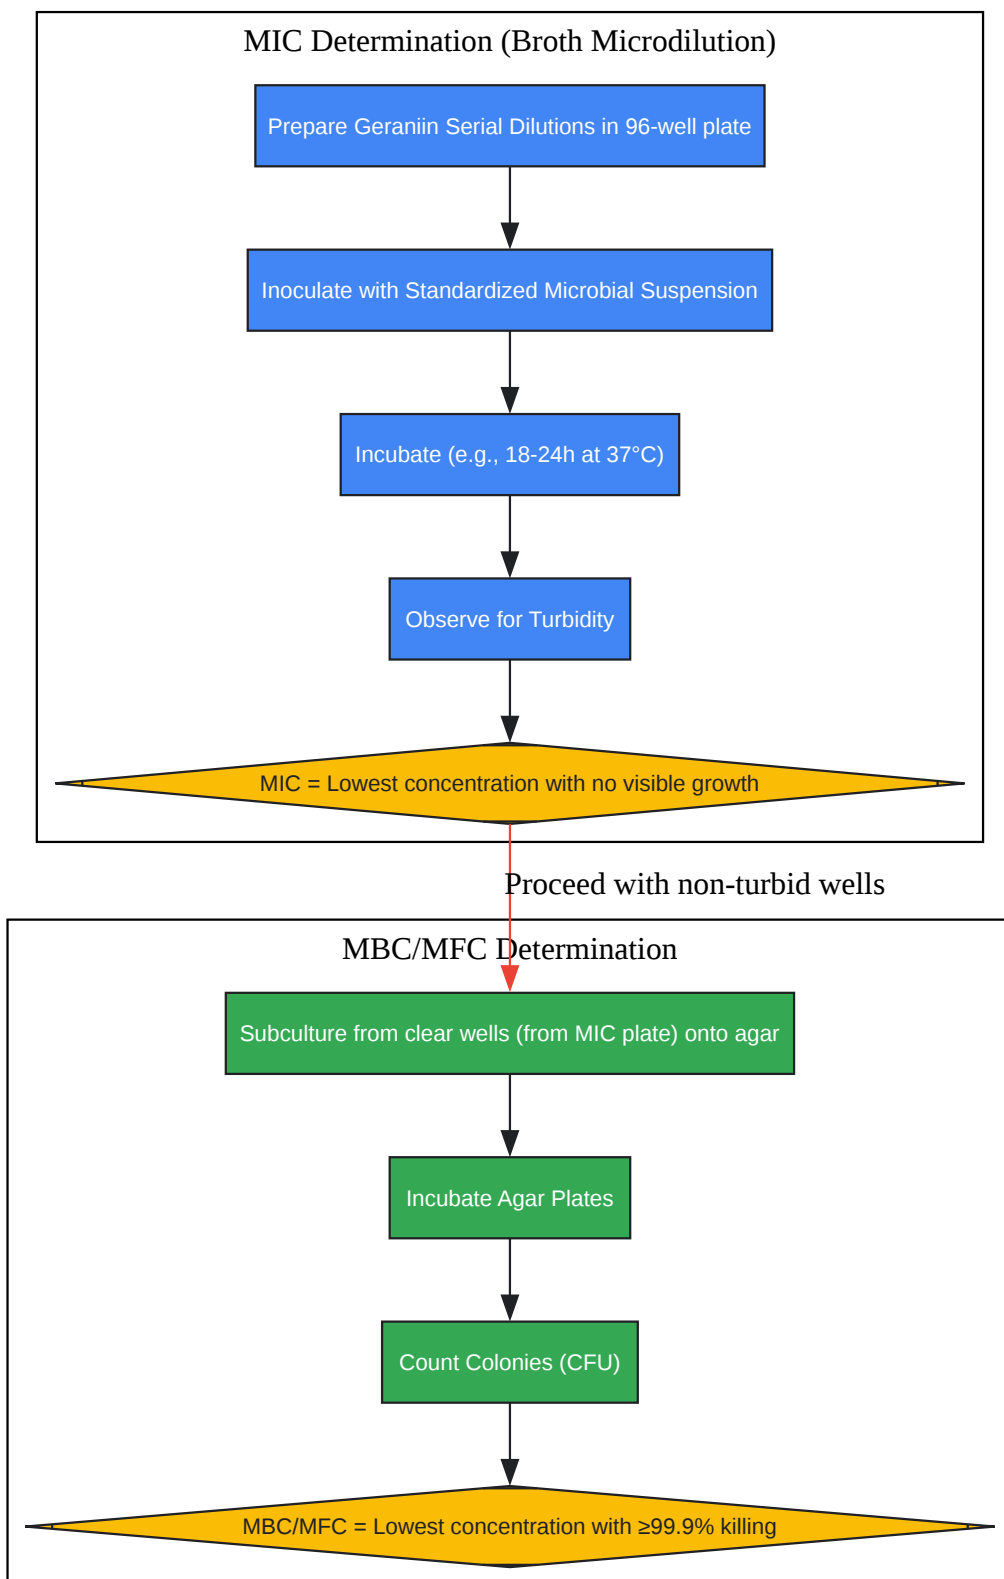 MIC Determination (Broth Microdilution)
Prepare Geraniin Serial Dilutions in 96-well plate
Inoculate with Standardized Microbial Suspension
Incubate (e.g., 18-24h at 37°C)
Observe for Turbidity
MIC = Lowest concentration with no visible growth
Proceed with non-turbid wells
MBC/MFC Determination
Subculture from clear wells (from MIC plate) onto agar
Incubate Agar Plates
Count Colonies (CFU)
MBC/MFC = Lowest concentration with ≥99.9% killing